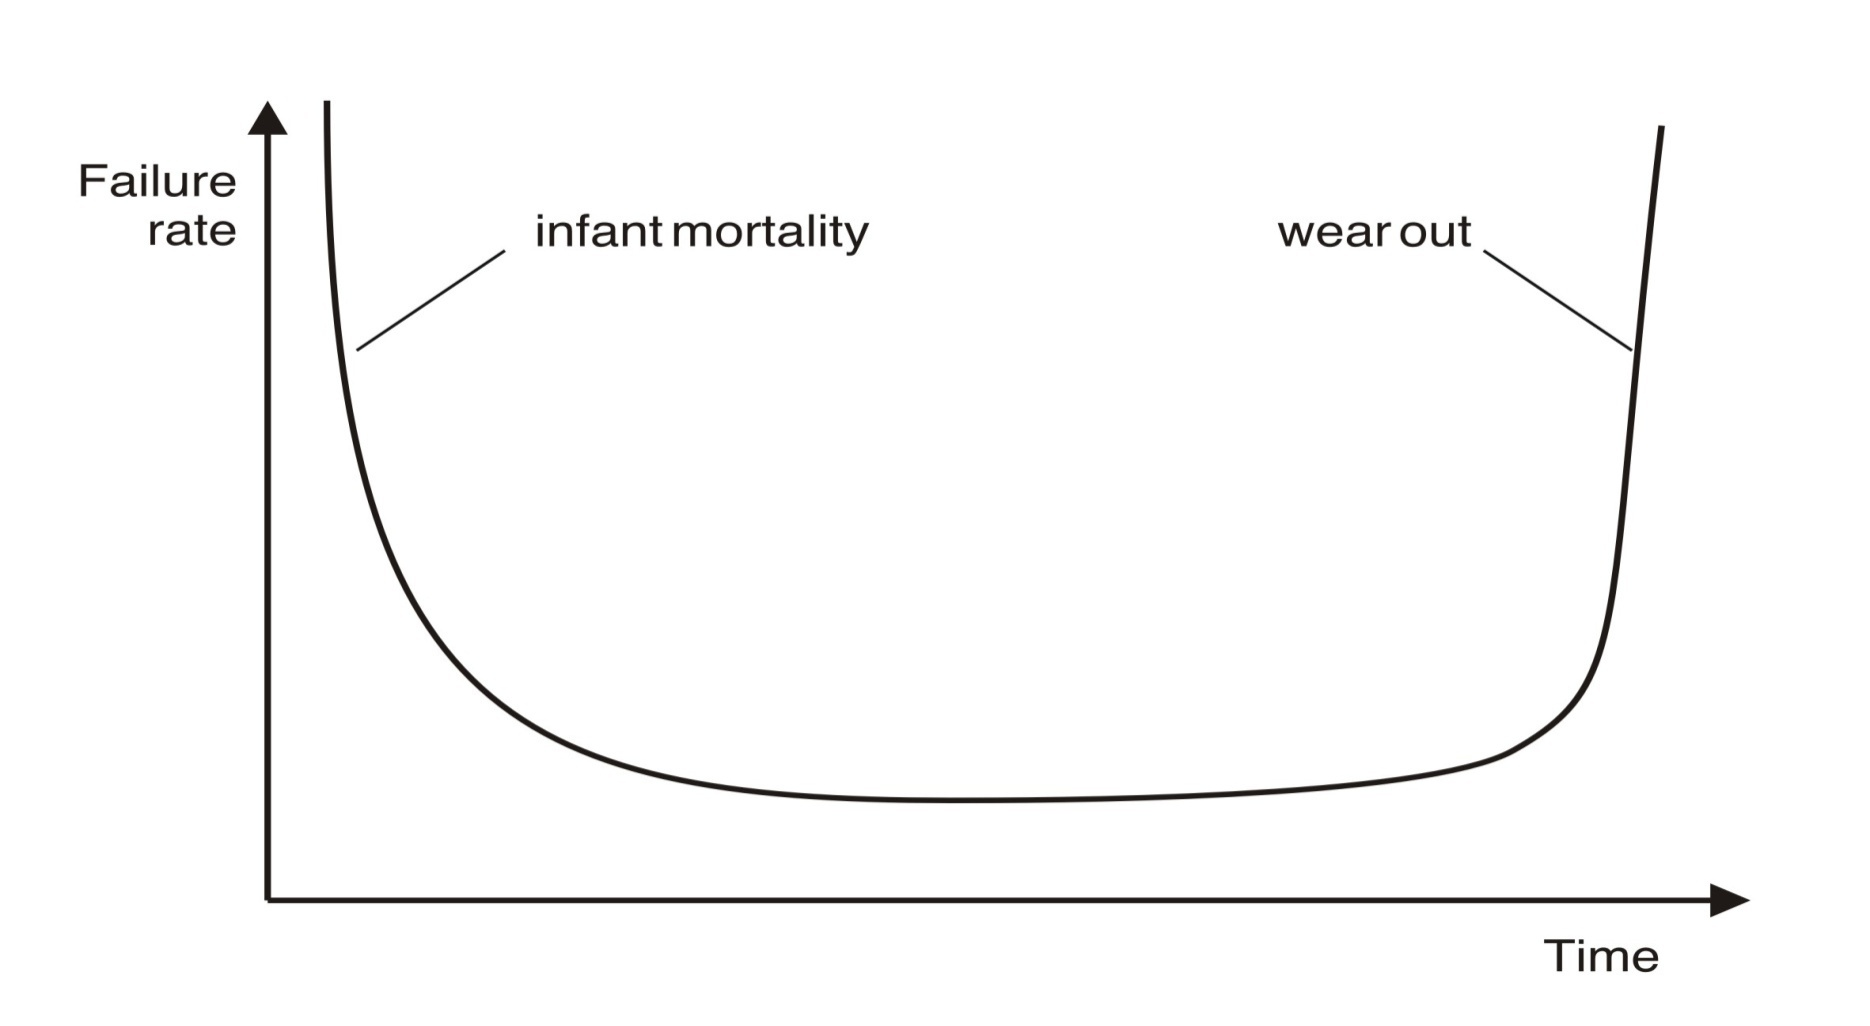 Failure
rate
infant mortality
wear out
Time